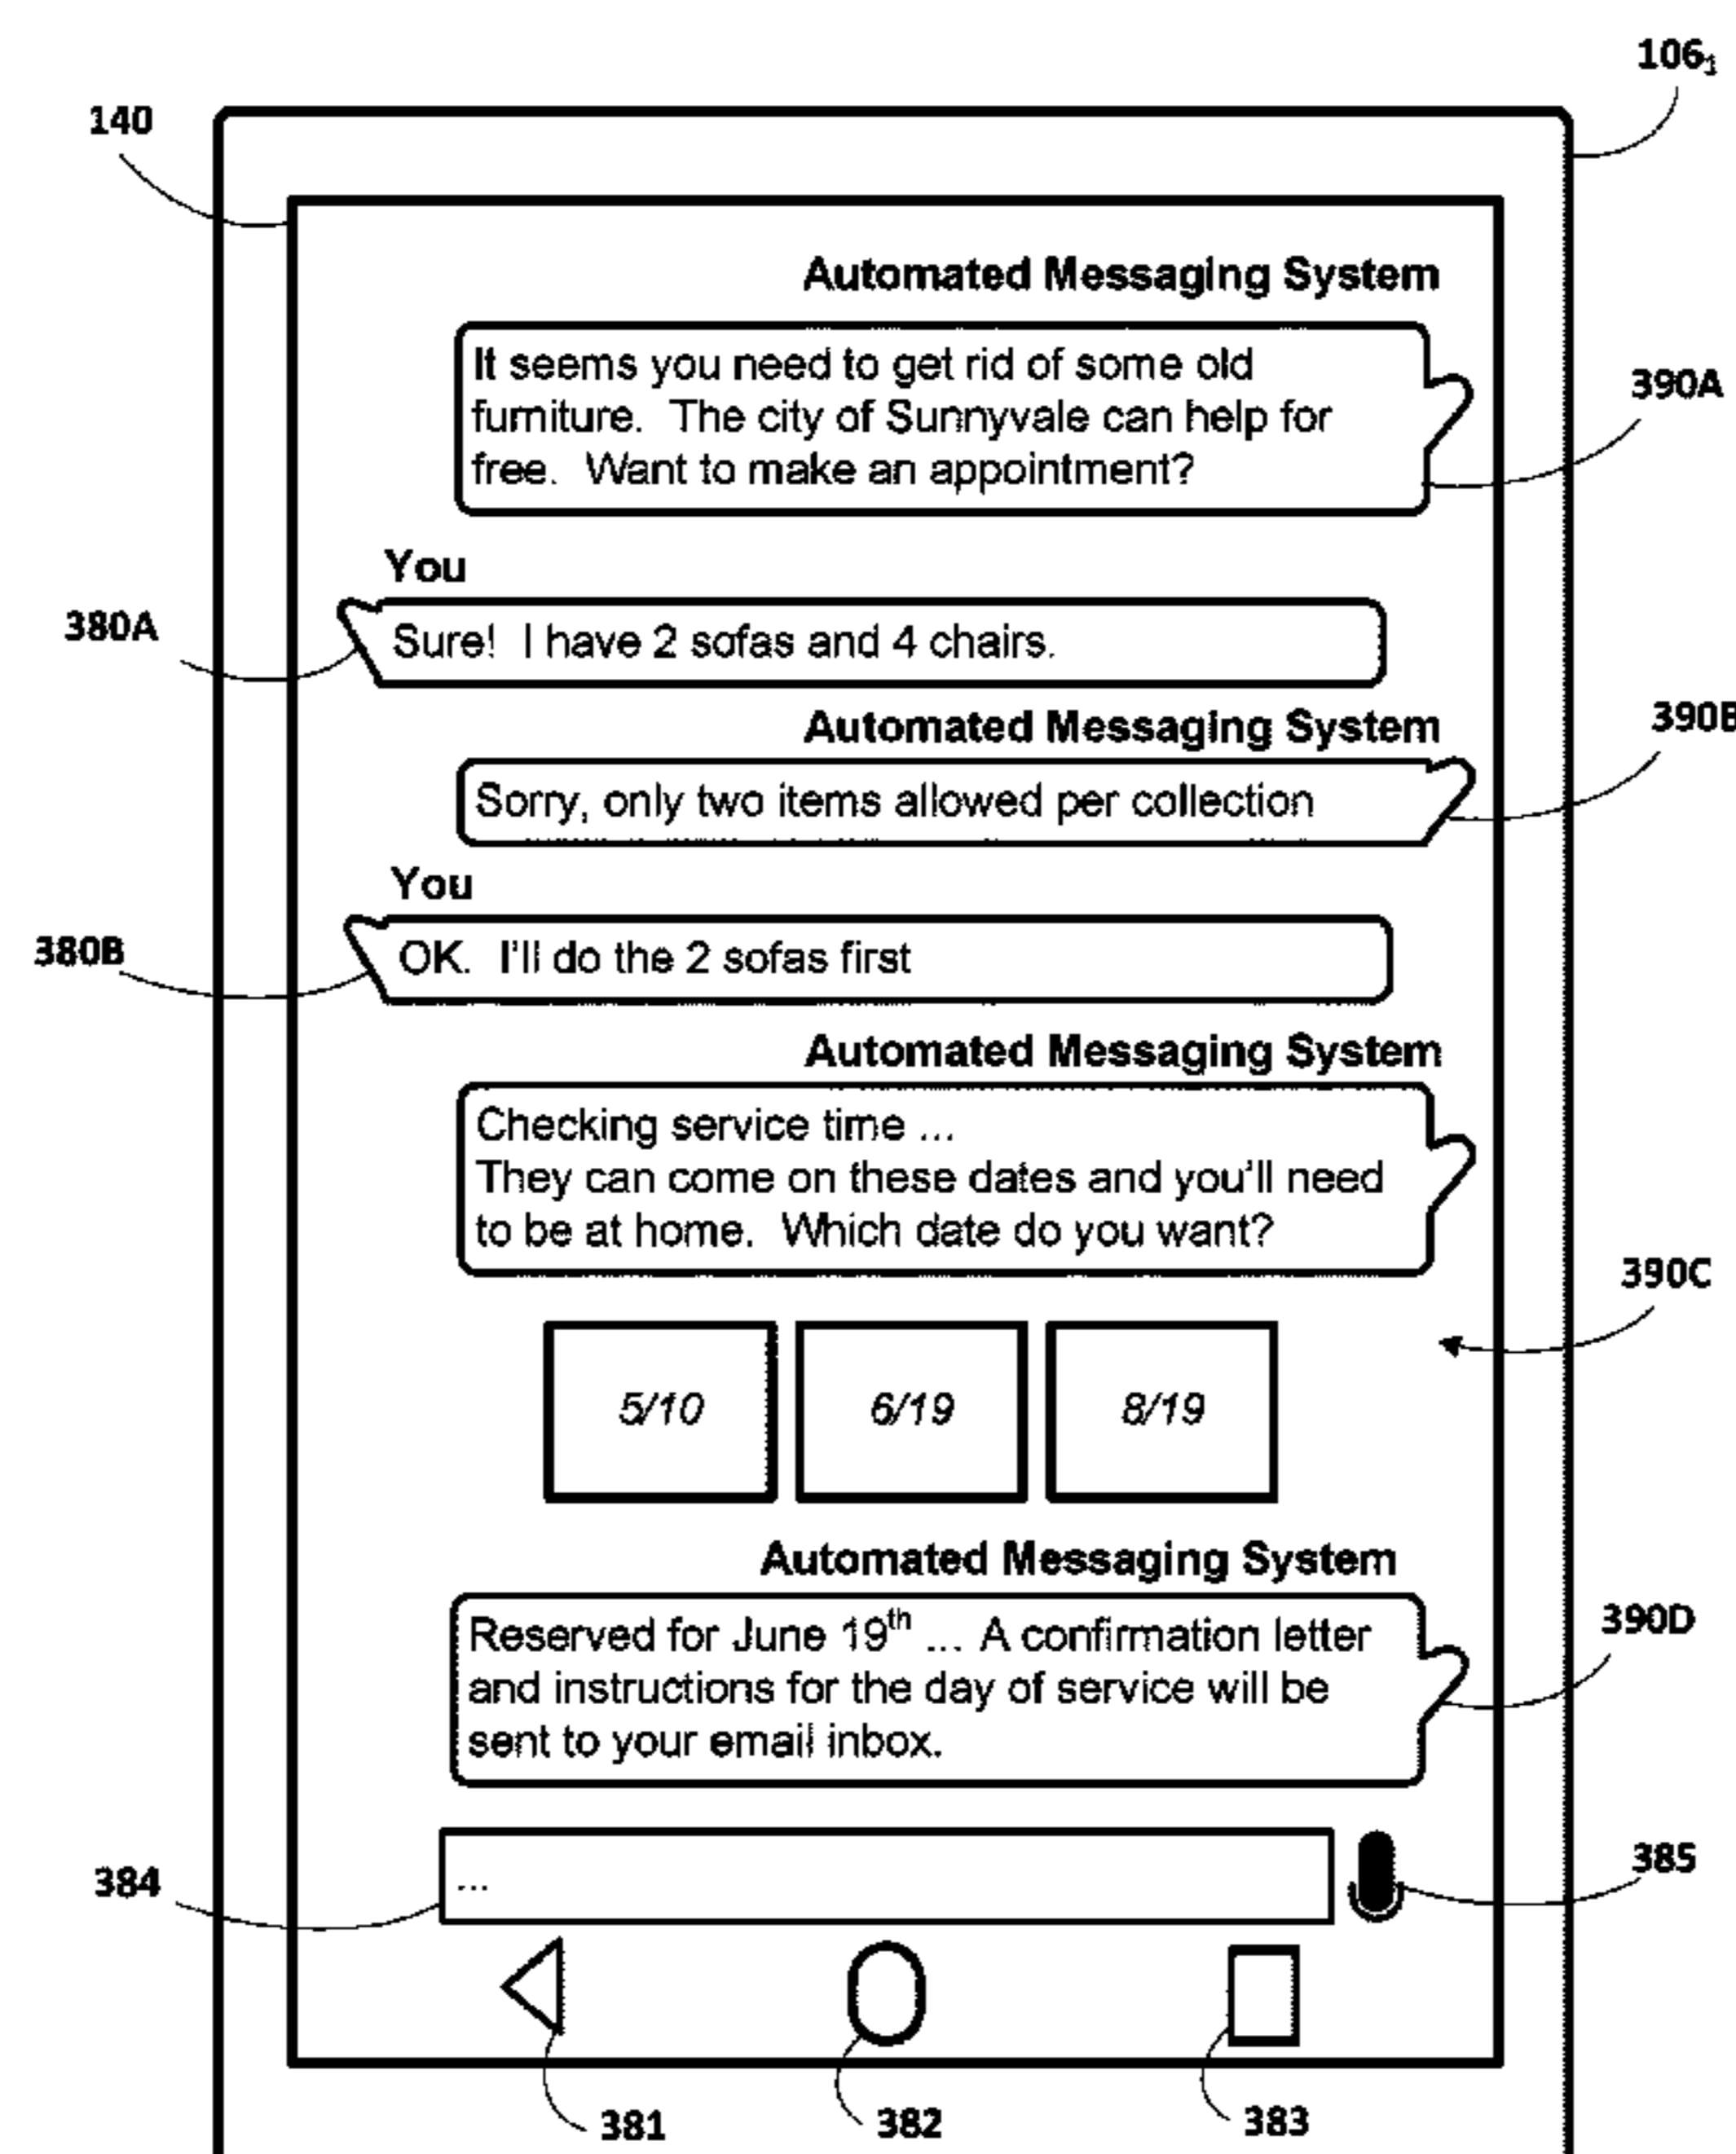 106₁
140
Automated Messaging System
It seems you need to get rid of some old
furniture. The city of Sunnyvale can help for
free. Want to make an appointment?
390A
You
380A
Sure! I have 2 sofas and 4 chairs.
Automated Messaging System
390B
Sorry, only two items allowed per collection
You
380B
OK. I'll do the 2 sofas first
Automated Messaging System
Checking service time ...
They can come on these dates and you'll need
to be at home. Which date do you want?
390C
5/10 6/19 8/19
Automated Messaging System
Reserved for June 19th ... A confirmation letter
and instructions for the day of service will be
sent to your email inbox.
390D
384
...
385
381 382 383